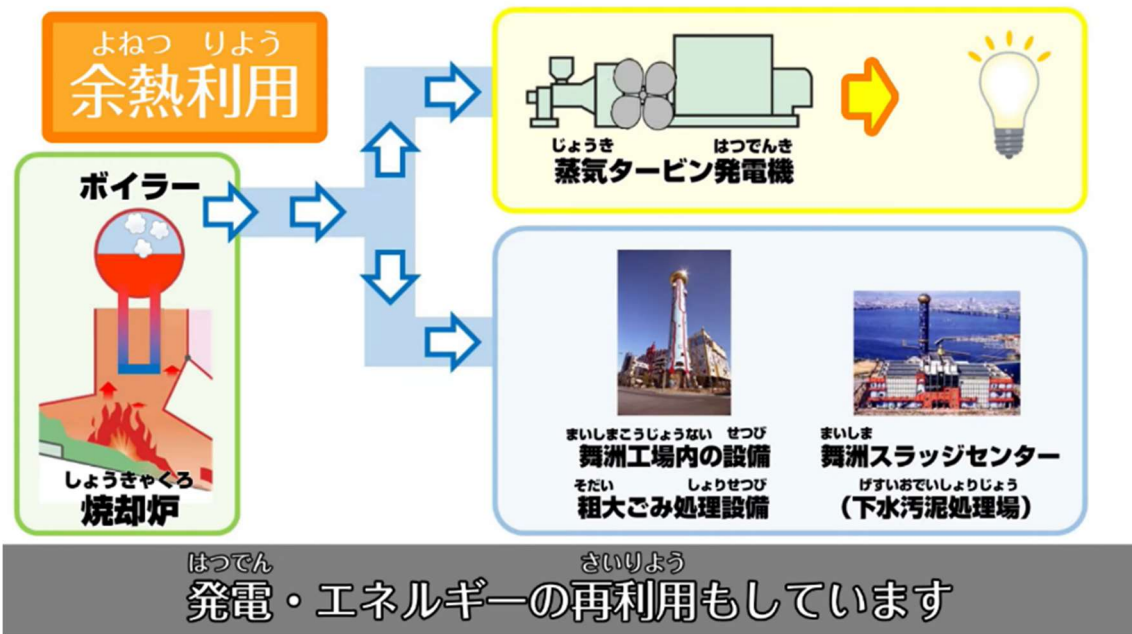 よねつ りよう
余熱利用
ボイラー
しょうきゃくろ
焼却炉
じょうき はつでんき
蒸気タービン発電機
まいしまこうじょうない せつび
舞洲工場内の設備
そだい しょりせつび
粗大ごみ処理設備
まいしま
舞洲スラッジセンター
げすいおでいしょりじょう
(下水汚泥処理場)
はつでん さいりよう
発電・エネルギーの再利用もしています